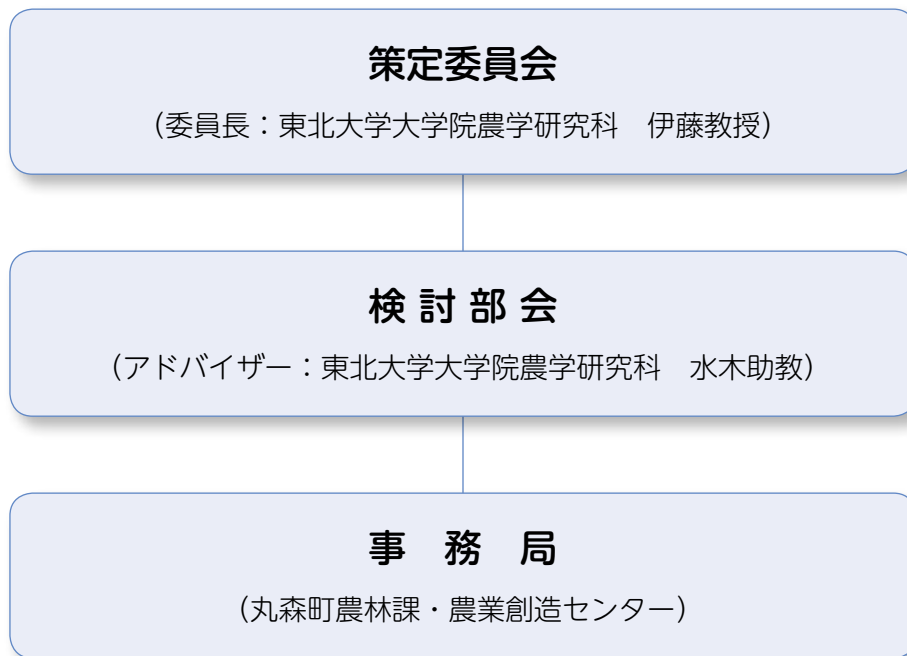 策定委員会
（委員長：東北大学大学院農学研究科　伊藤教授）
検 討 部 会
（アドバイザー：東北大学大学院農学研究科　水木助教）
事　務　局
（丸森町農林課・農業創造センター）